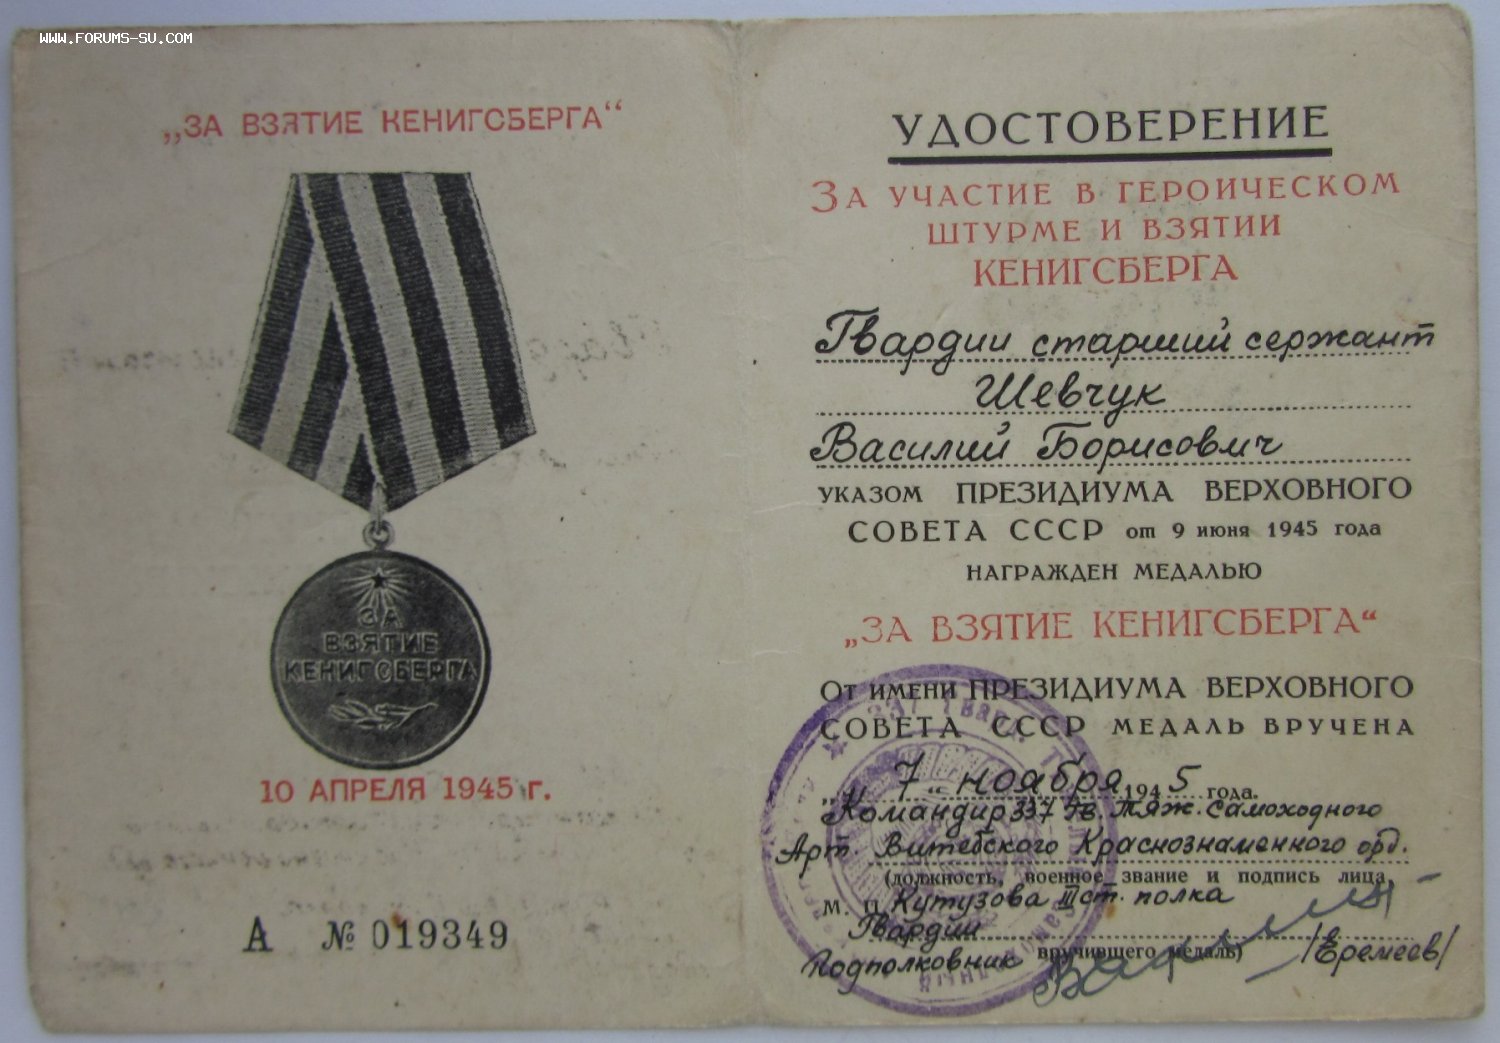 WWW.FORUMS-SU.COM
„ЗА ВЗЯТИЕ КЕНИГСБЕРГА“
ЗА
ВЗЯТИЕ
КЕНИГСБЕРГА
10 АПРЕЛЯ 1945 г.
А № 019349
УДОСТОВЕРЕНИЕ
ЗА УЧАСТИЕ В ГЕРОИЧЕСКОМ
ШТУРМЕ И ВЗЯТИИ
КЕНИГСБЕРГА
Гвардии старший сержант
Шевчук
Василий Борисович
УКАЗОМ ПРЕЗИДИУМА ВЕРХОВНОГО
СОВЕТА СССР от 9 июня 1945 года
НАГРАЖДЕН МЕДАЛЬЮ
„ЗА ВЗЯТИЕ КЕНИГСБЕРГА“
ОТ ИМЕНИ ПРЕЗИДИУМА ВЕРХОВНОГО
СОВЕТА СССР МЕДАЛЬ ВРУЧЕНА
„7“ ноября 1945 года.
Командир 337 Гв. Тяж. Самоходного
Арт. Витебского Краснознаменного орд.
(должность, военное звание и подпись лица,
М. П. Кутузова III ст. полка
Гвардии
Подполковник вручившего медаль) /Еремеев/